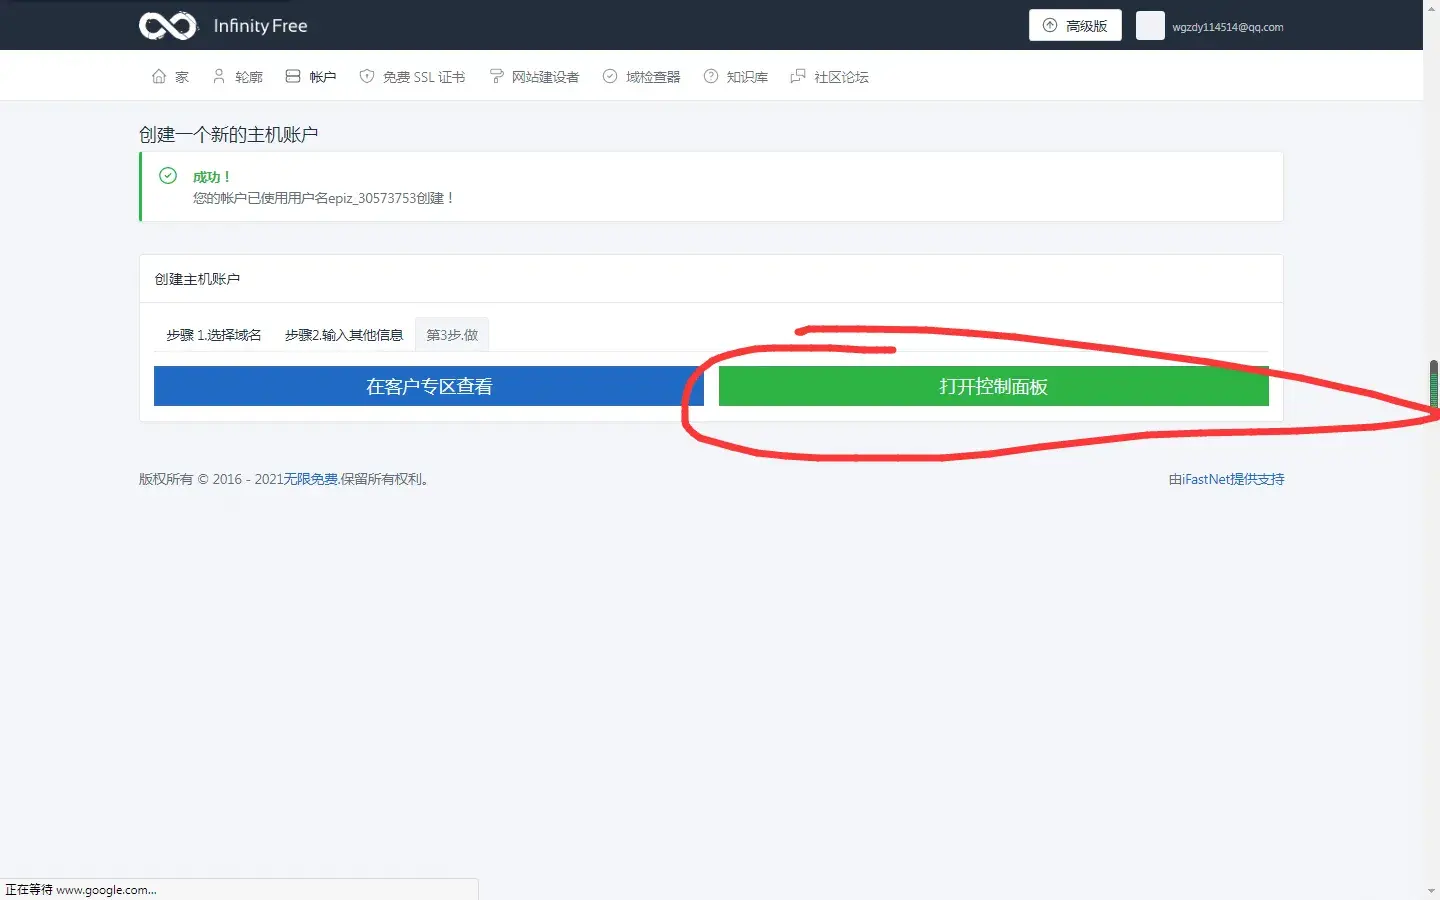 Infinity Free
高级版
wgzdy114514@qq.com
家 轮廓 帐户 免费 SSL 证书 网站建设者 域检查器 知识库 社区论坛
创建一个新的主机账户
成功！
您的帐户已使用用户名epiz_30573753创建！
创建主机账户
步骤 1.选择域名 步骤2.输入其他信息 第3步.做
在客户专区查看 打开控制面板
版权所有 © 2016 - 2021无限免费.保留所有权利。 由iFastNet提供支持
正在等待 www.google.com...